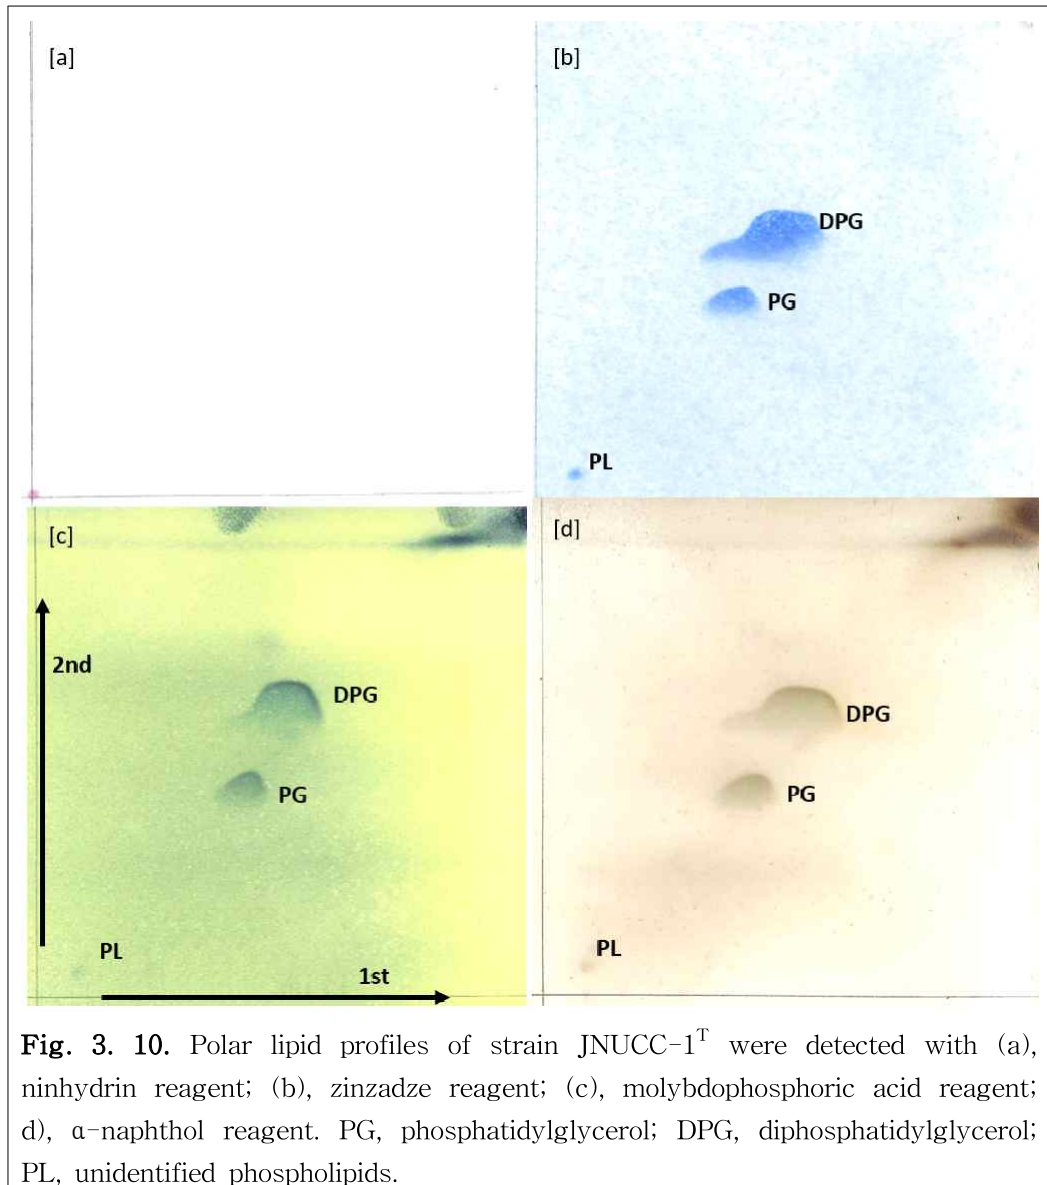 [a]
[b]
DPG
PG
PL
[c]
2nd
DPG
PG
PL
1st
[d]
DPG
PG
PL
Fig. 3. 10. Polar lipid profiles of strain JNUCC-1ᵀ were detected with (a),
ninhydrin reagent; (b), zinzadze reagent; (c), molybdophosphoric acid reagent;
d), α-naphthol reagent. PG, phosphatidylglycerol; DPG, diphosphatidylglycerol;
PL, unidentified phospholipids.